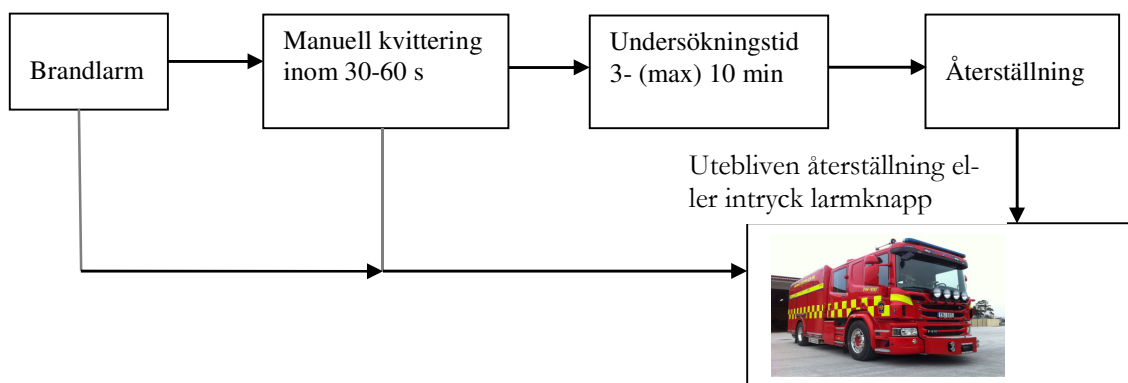 Brandlarm
Manuell kvittering
inom 30-60 s
Undersökningstid
3- (max) 10 min
Återställning
Utebliven återställning el-
ler intryck larmknapp